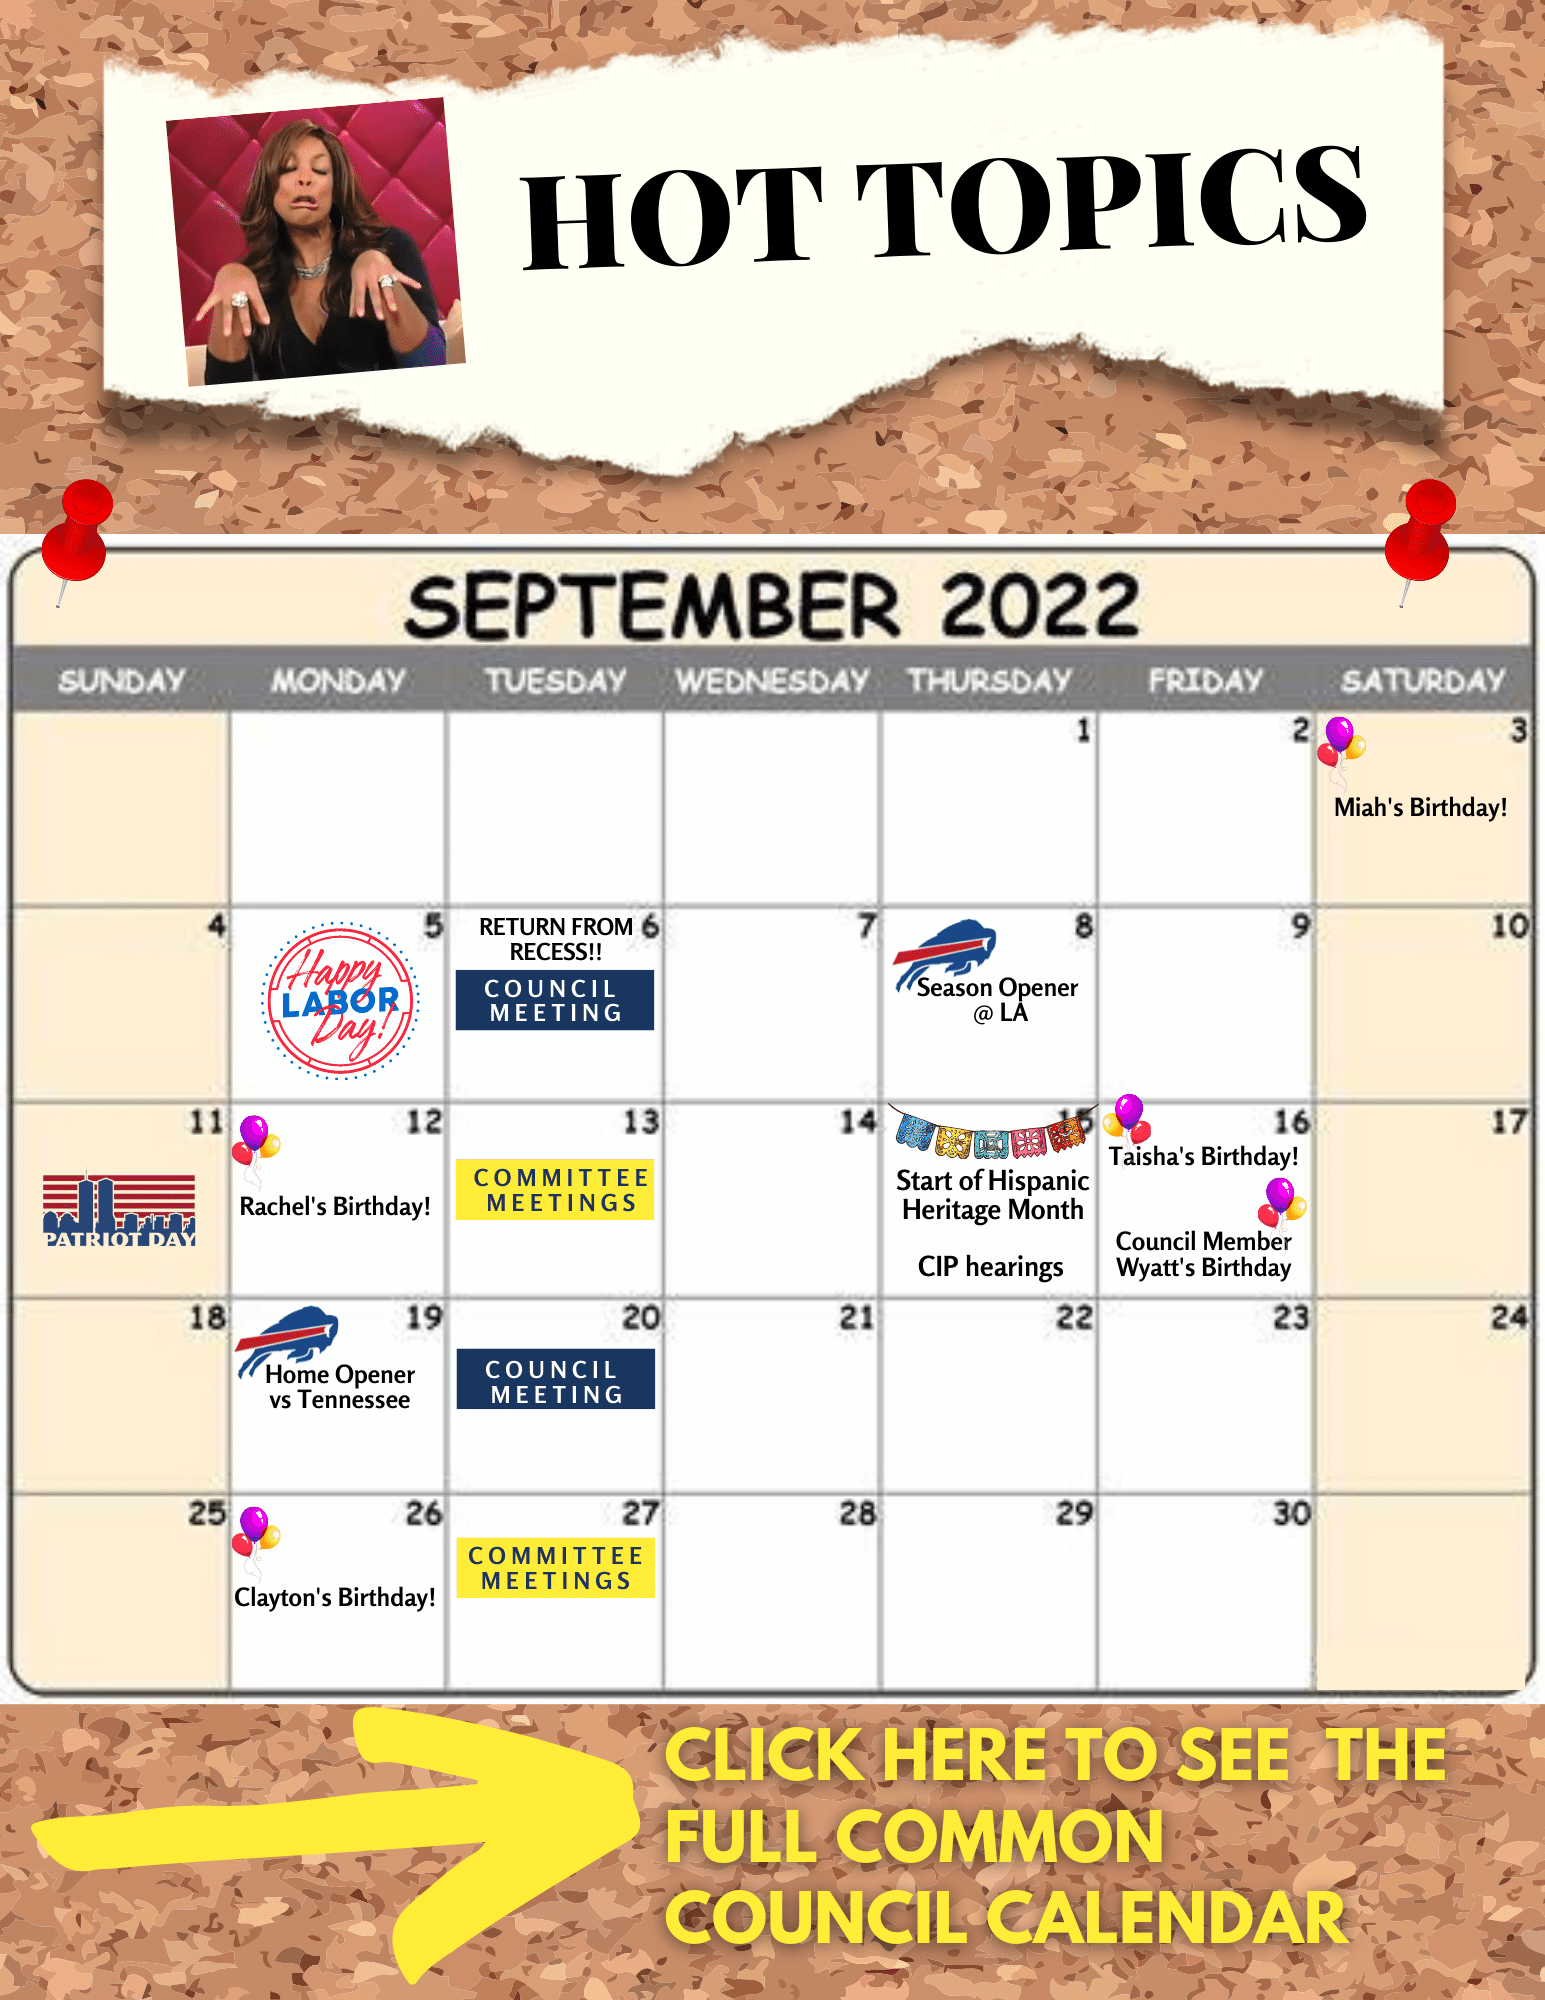 HOT TOPICS
SEPTEMBER 2022
SUNDAY MONDAY TUESDAY WEDNESDAY THURSDAY FRIDAY SATURDAY
1 2 3
Miah's Birthday!
4 5 6 7 8 9 10
Happy
LABOR
Day!
RETURN FROM
RECESS!!
COUNCIL
MEETING
Season Opener
@ LA
11 12 13 14 15 16 17
PATRIOT DAY
Rachel's Birthday!
COMMITTEE
MEETINGS
Start of Hispanic
Heritage Month
CIP hearings
Taisha's Birthday!
Council Member
Wyatt's Birthday
18 19 20 21 22 23 24
Home Opener
vs Tennessee
COUNCIL
MEETING
25 26 27 28 29 30
Clayton's Birthday!
COMMITTEE
MEETINGS
CLICK HERE TO SEE THE
FULL COMMON
COUNCIL CALENDAR